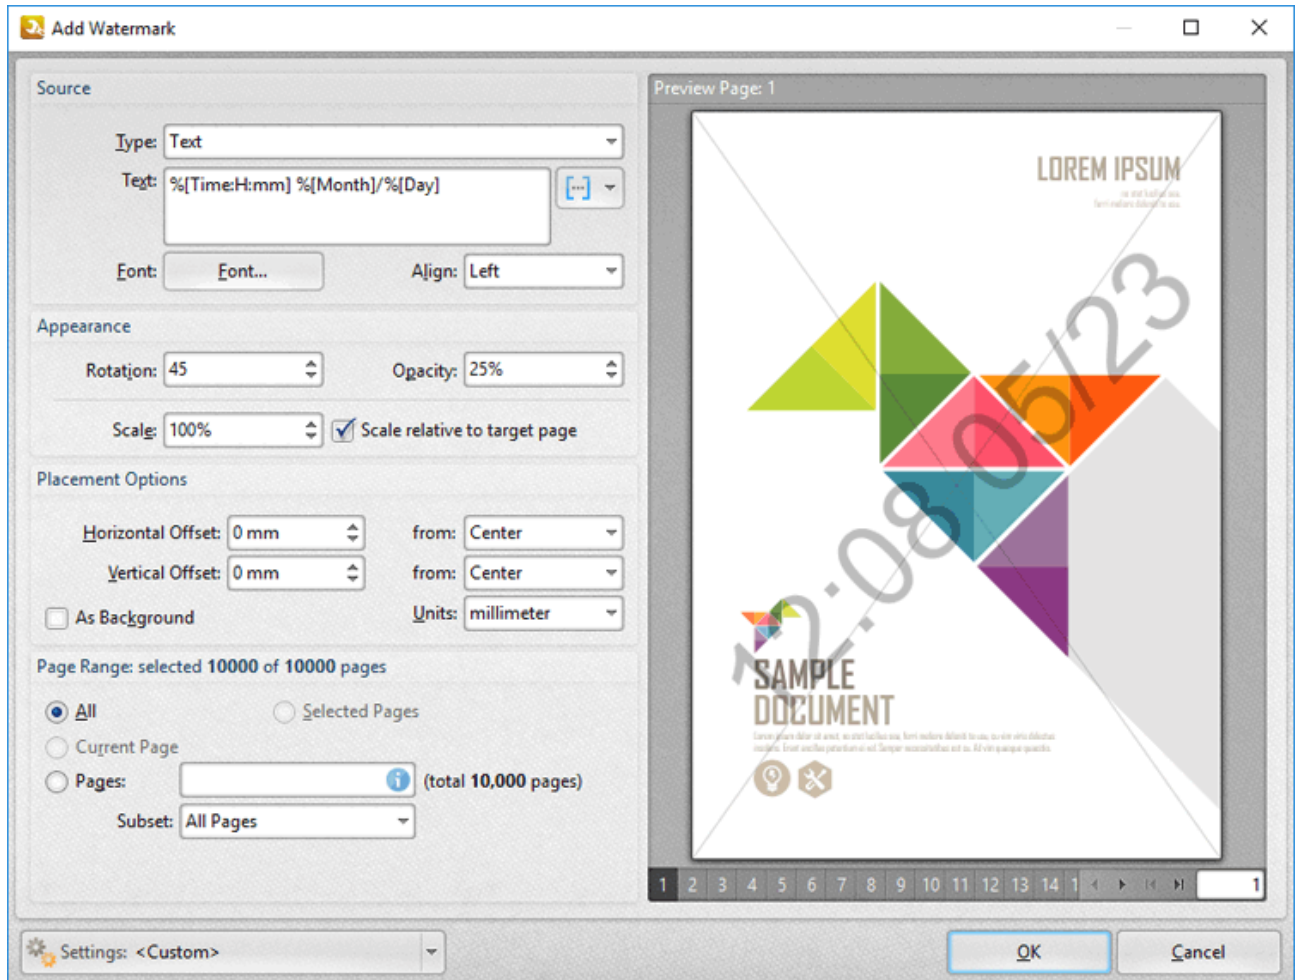 Add Watermark
Source
Type: Text
Text: %[Time:H:mm] %[Month]/%[Day]
Font: Font... Align: Left
Appearance
Rotation: 45 Opacity: 25%
Scale: 100% Scale relative to target page
Placement Options
Horizontal Offset: 0 mm from: Center
Vertical Offset: 0 mm from: Center
As Background Units: millimeter
Page Range: selected 10000 of 10000 pages
All Selected Pages
Current Page
Pages: (total 10,000 pages)
Subset: All Pages
Preview Page: 1
LOREM IPSUM
12:08 05/23
SAMPLE
DOCUMENT
1 2 3 4 5 6 7 8 9 10 11 12 13 14 1 1
Settings: <Custom> OK Cancel